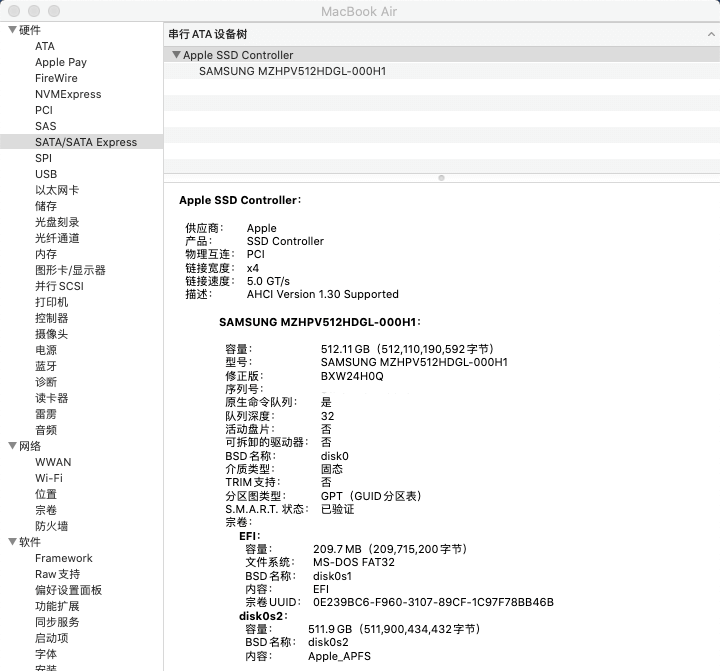 MacBook Air
硬件
ATA
Apple Pay
FireWire
NVMExpress
PCI
SAS
SATA/SATA Express
SPI
USB
以太网卡
储存
光盘刻录
光纤通道
内存
图形卡/显示器
并行 SCSI
打印机
控制器
摄像头
电源
蓝牙
诊断
读卡器
雷雳
音频
网络
WWAN
Wi-Fi
位置
宗卷
防火墙
软件
Framework
Raw 支持
偏好设置面板
功能扩展
同步服务
启动项
字体
安装
串行 ATA 设备树
Apple SSD Controller
SAMSUNG MZHPV512HDGL-000H1
Apple SSD Controller：
供应商： Apple
产品： SSD Controller
物理互连： PCI
链接宽度： x4
链接速度： 5.0 GT/s
描述： AHCI Version 1.30 Supported
SAMSUNG MZHPV512HDGL-000H1：
容量： 512.11 GB（512,110,190,592 字节）
型号： SAMSUNG MZHPV512HDGL-000H1
修正版： BXW24H0Q
序列号：
原生命令队列： 是
队列深度： 32
活动盘片： 否
可拆卸的驱动器： 否
BSD 名称： disk0
介质类型： 固态
TRIM 支持： 否
分区图类型： GPT（GUID 分区表）
S.M.A.R.T. 状态： 已验证
宗卷：
EFI：
容量： 209.7 MB（209,715,200 字节）
文件系统： MS-DOS FAT32
BSD 名称： disk0s1
内容： EFI
宗卷 UUID： 0E239BC6-F960-3107-89CF-1C97F78BB46B
disk0s2：
容量： 511.9 GB（511,900,434,432 字节）
BSD 名称： disk0s2
内容： Apple_APFS